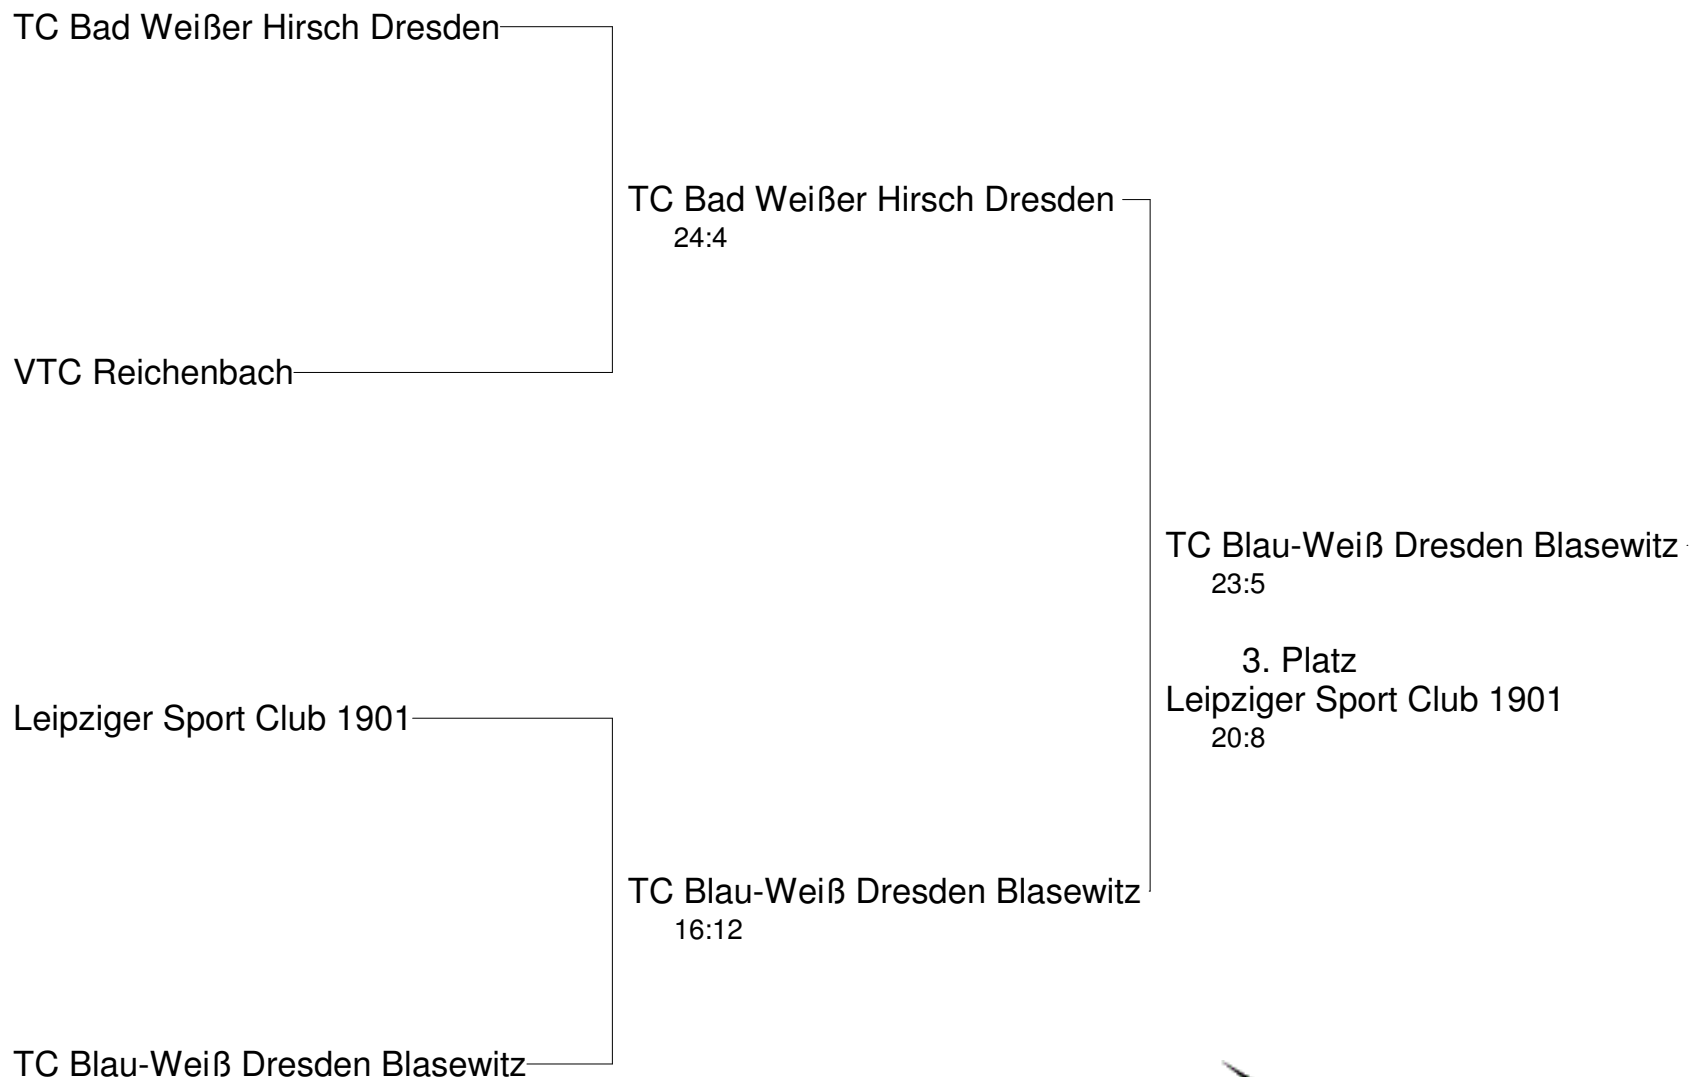 TC Bad Weißer Hirsch Dresden
TC Bad Weißer Hirsch Dresden
24:4
VTC Reichenbach
TC Blau-Weiß Dresden Blasewitz
23:5
3. Platz
Leipziger Sport Club 1901
20:8
Leipziger Sport Club 1901
TC Blau-Weiß Dresden Blasewitz
16:12
TC Blau-Weiß Dresden Blasewitz